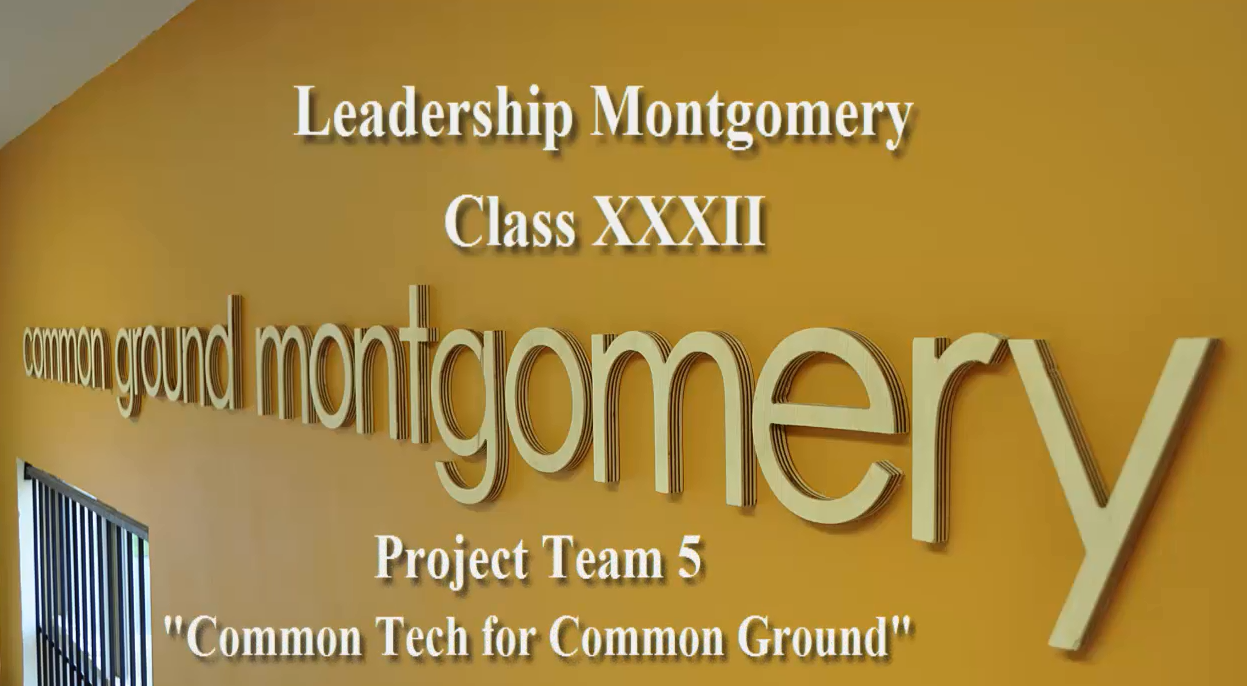 Leadership Montgomery
Class XXXII
common ground montgomery
Project Team 5
"Common Tech for Common Ground"